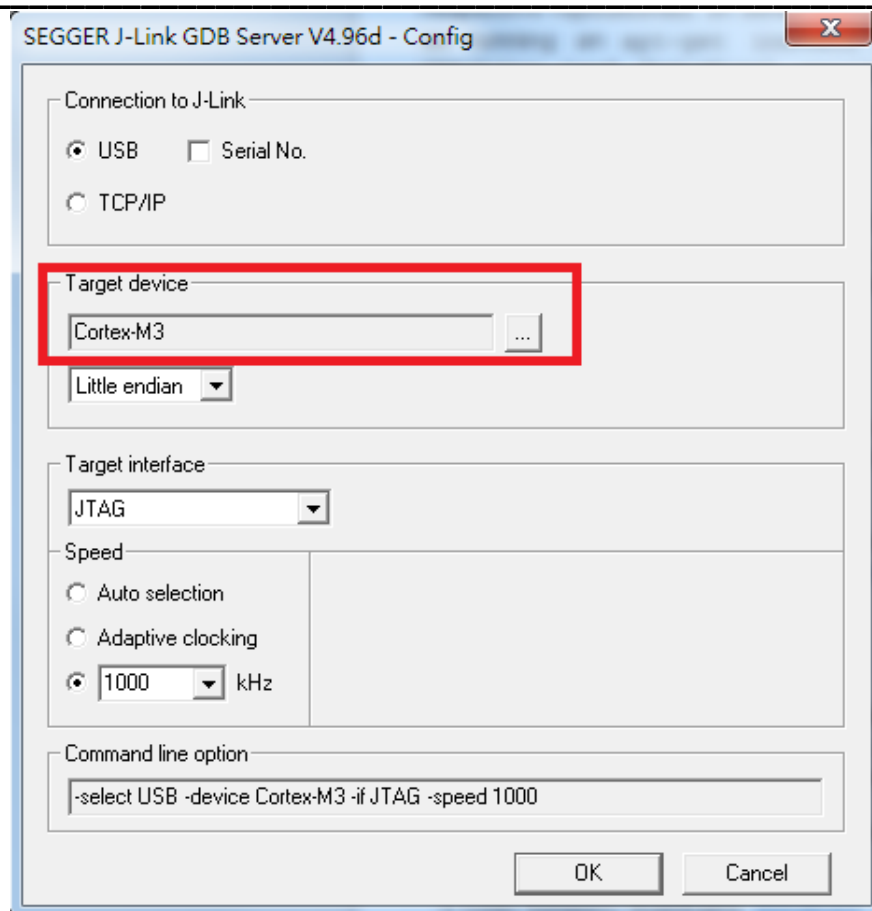 SEGGER J-Link GDB Server V4.96d - Config
Connection to J-Link
USB
Serial No.
TCP/IP
Target device
Cortex-M3
...
Little endian
Target interface
JTAG
Speed
Auto selection
Adaptive clocking
1000 kHz
Command line option
-select USB -device Cortex-M3 -if JTAG -speed 1000
OK
Cancel